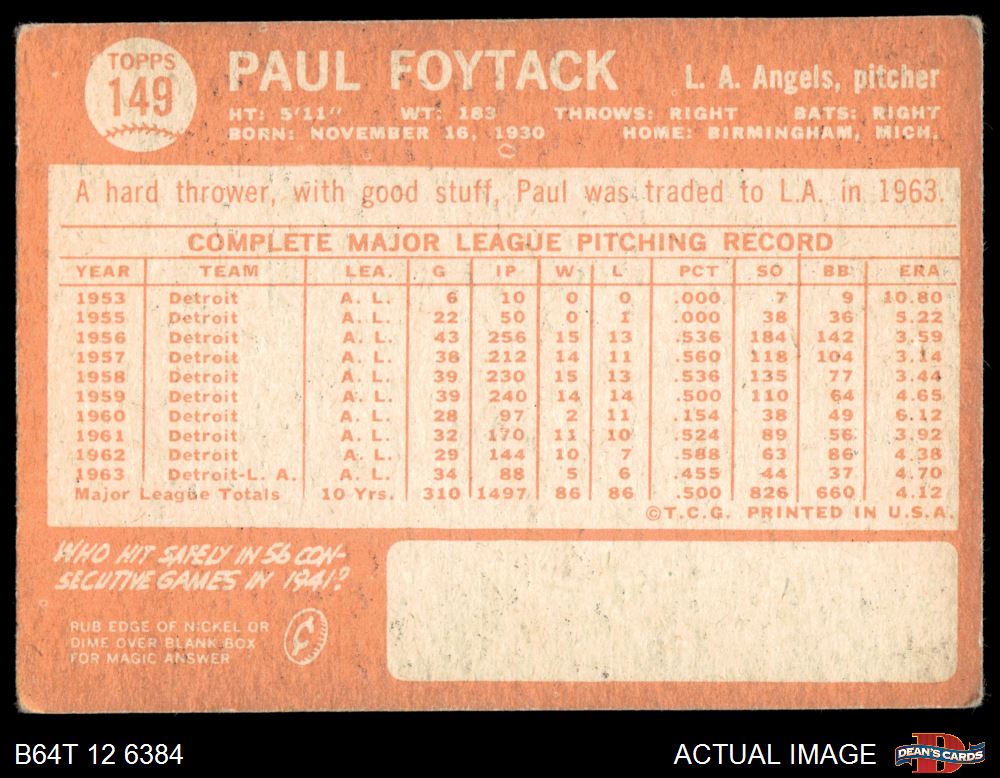 TOPPS
149
PAUL FOYTACK L. A. Angels, pitcher
HT: 5'11" WT: 183 THROWS: RIGHT BATS: RIGHT
BORN: NOVEMBER 16, 1930 HOME: BIRMINGHAM, MICH.
A hard thrower, with good stuff, Paul was traded to L.A. in 1963.
COMPLETE MAJOR LEAGUE PITCHING RECORD
YEAR TEAM LEA. G IP W L PCT SO BB ERA
1953 Detroit A. L. 6 10 0 0 .000 7 9 10.80
1955 Detroit A. L. 22 50 0 1 .000 38 36 5.22
1956 Detroit A. L. 43 256 15 13 .536 184 142 3.59
1957 Detroit A. L. 38 212 14 11 .560 118 104 3.14
1958 Detroit A. L. 39 230 15 13 .536 135 77 3.44
1959 Detroit A. L. 39 240 14 14 .500 110 64 4.65
1960 Detroit A. L. 28 97 2 11 .154 38 49 6.12
1961 Detroit A. L. 32 170 11 10 .524 89 56 3.92
1962 Detroit A. L. 29 144 10 7 .588 63 86 4.38
1963 Detroit-L. A. A. L. 34 88 5 6 .455 44 37 4.70
Major League Totals 10 Yrs. 310 1497 86 86 .500 826 660 4.12
©T.C.G. PRINTED IN U.S.A.
WHO HIT SAFELY IN 56 CON-
SECUTIVE GAMES IN 1941?
RUB EDGE OF NICKEL OR
DIME OVER BLANK BOX
FOR MAGIC ANSWER
¢
B64T 12 6384 ACTUAL IMAGE
D
DEAN'S CARDS